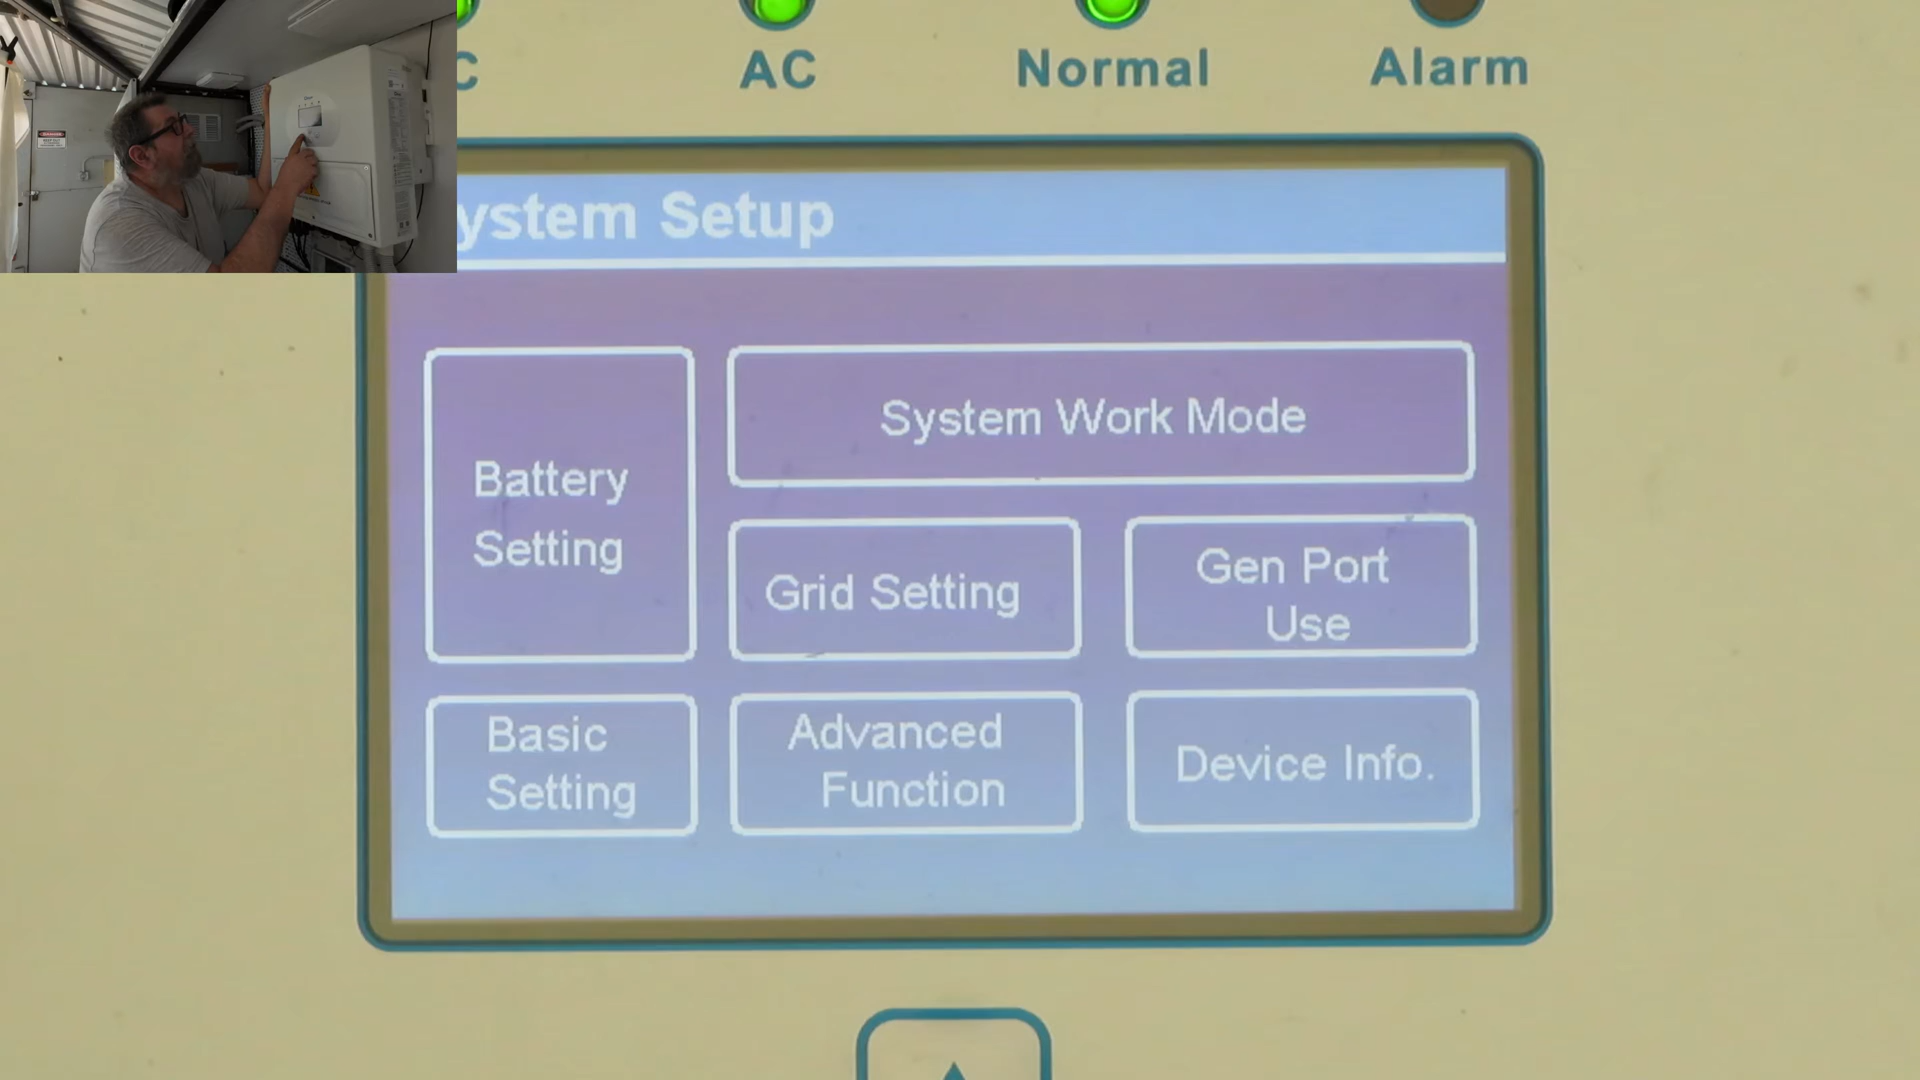 C
AC
Normal
Alarm
ystem Setup
Battery
Setting
System Work Mode
Grid Setting
Gen Port
Use
Basic
Setting
Advanced
Function
Device Info.